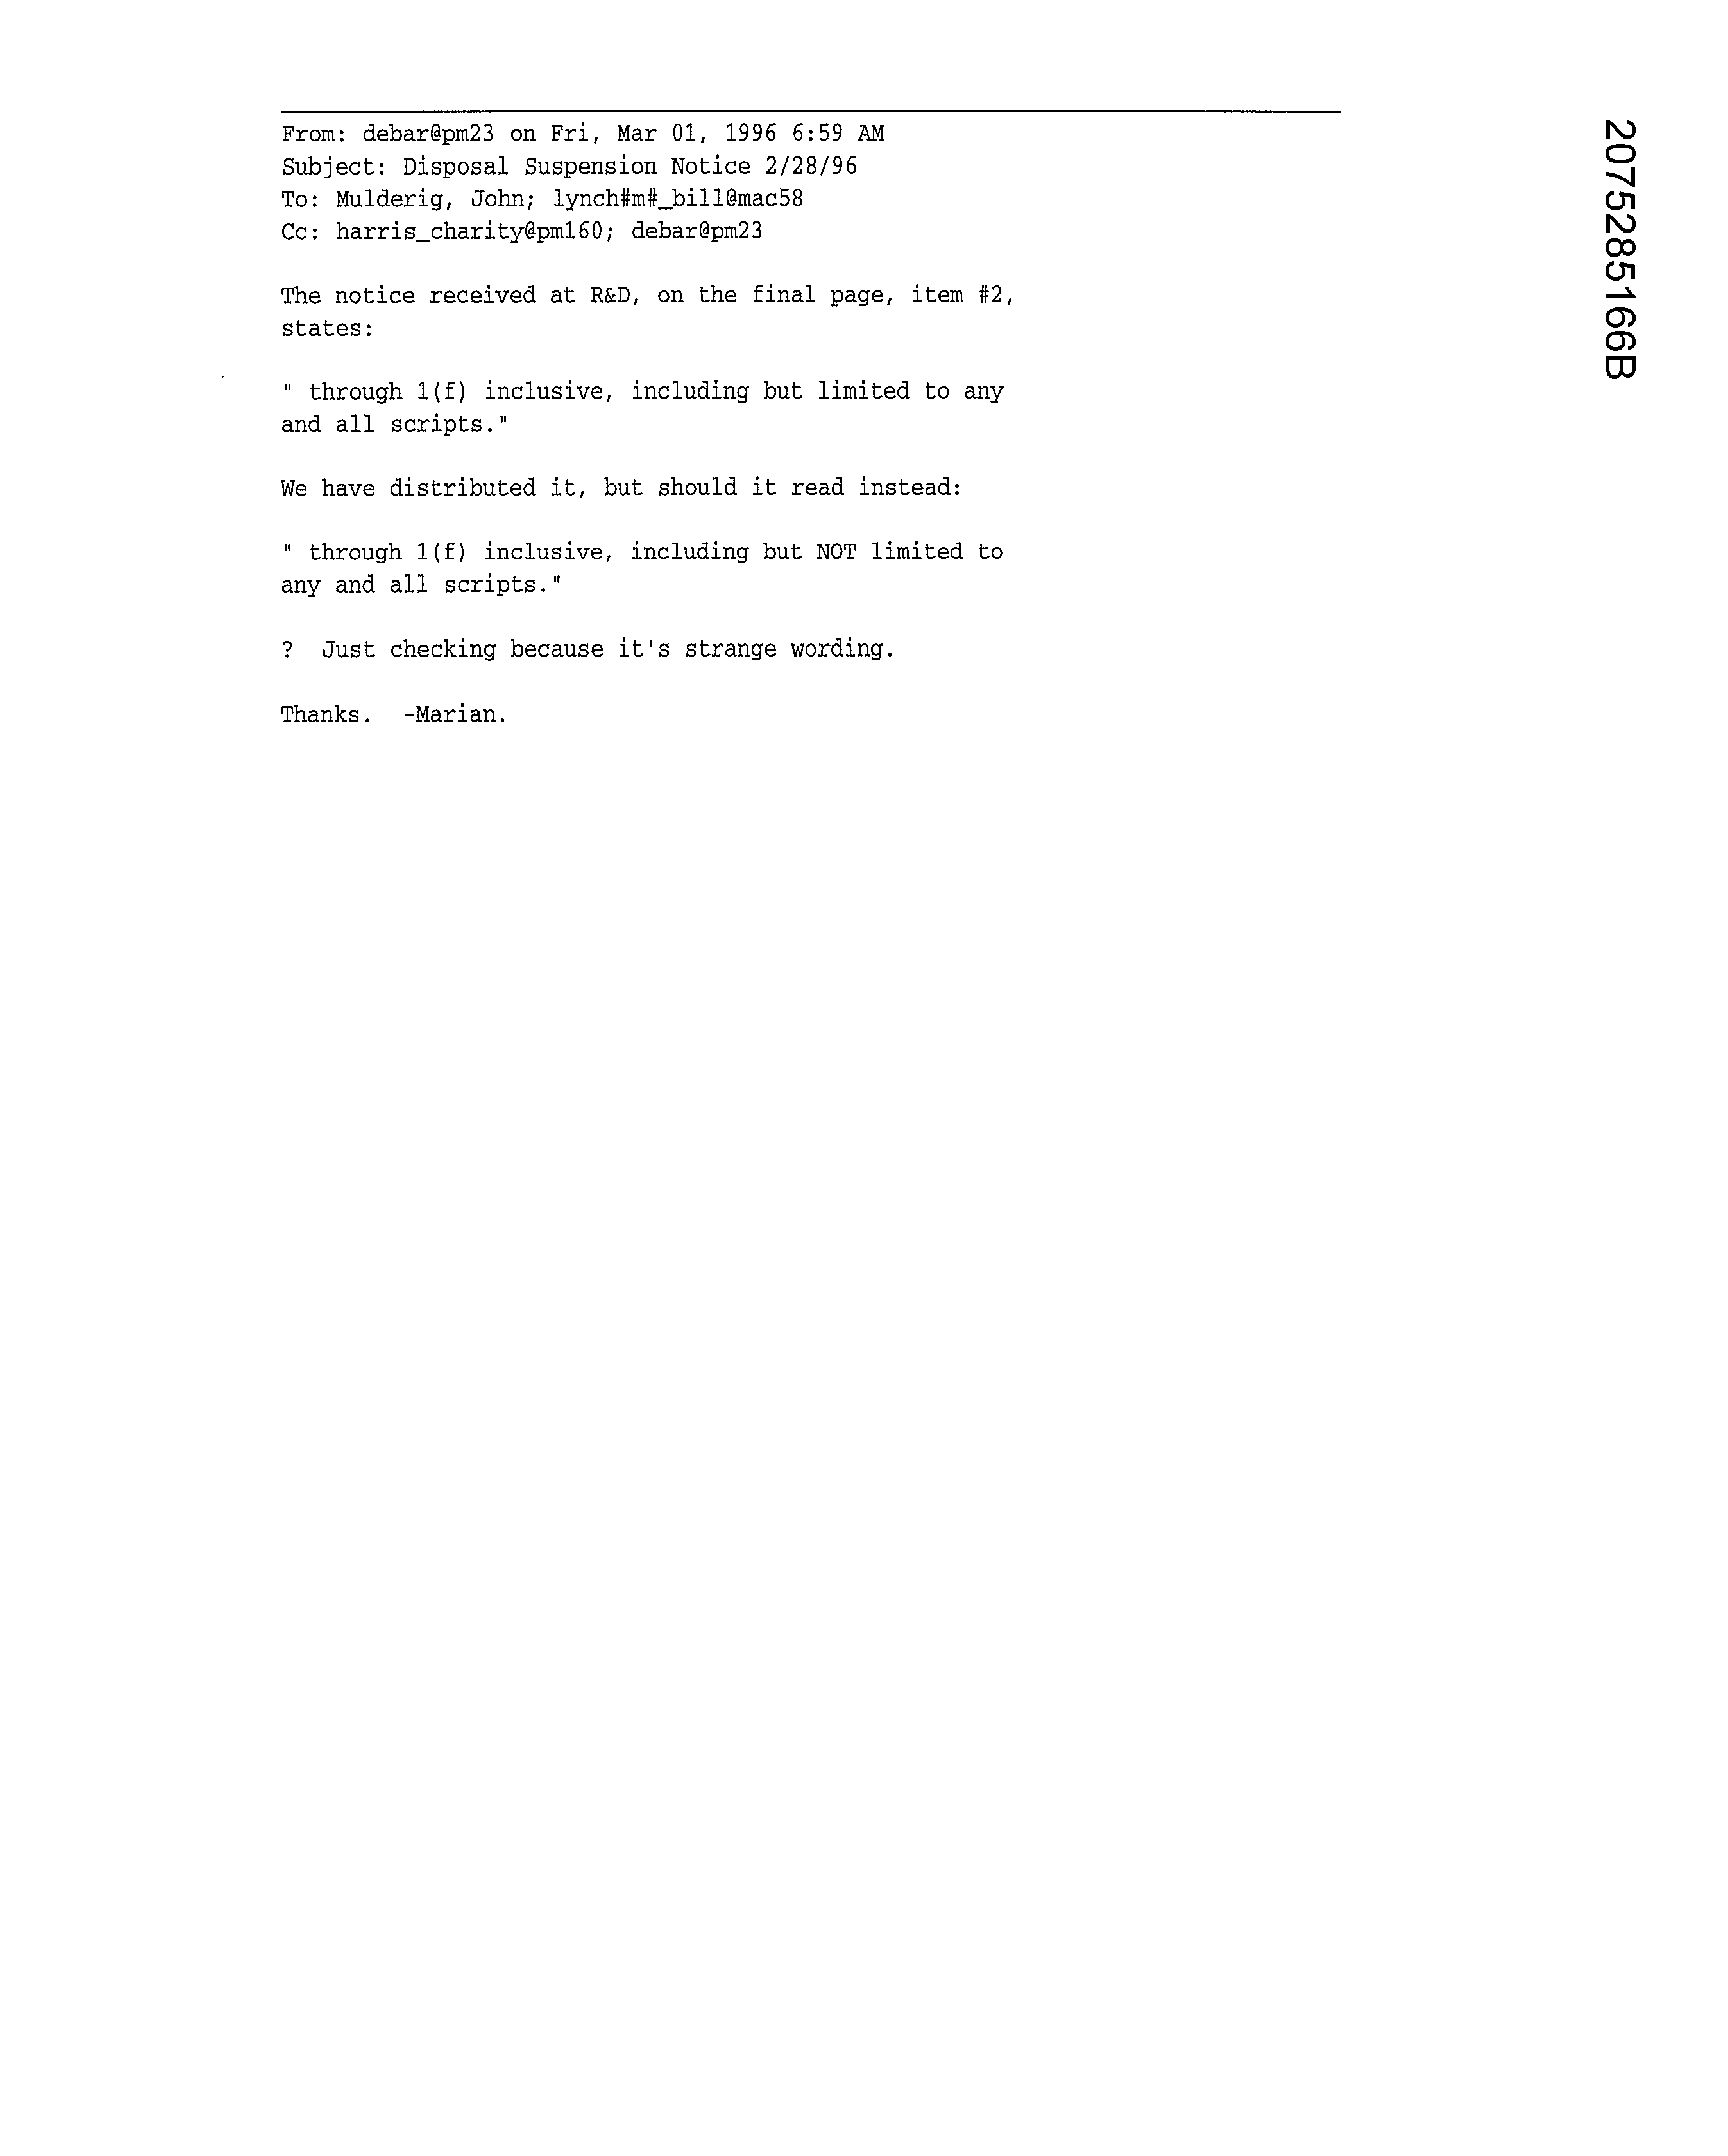 From: debar@pm23 on Fri, Mar 01, 1996 6:59 AM
Subject: Disposal Suspension Notice 2/28/96
To: Mulderig, John; lynch#m#_bill@mac58
Cc: harris_charity@pm160; debar@pm23
The notice received at R&D, on the final page, item #2,
states:
" through 1(f) inclusive, including but limited to any
and all scripts."
We have distributed it, but should it read instead:
" through 1(f) inclusive, including but NOT limited to
any and all scripts."
?  Just checking because it's strange wording.
Thanks.  -Marian.
2075285166B